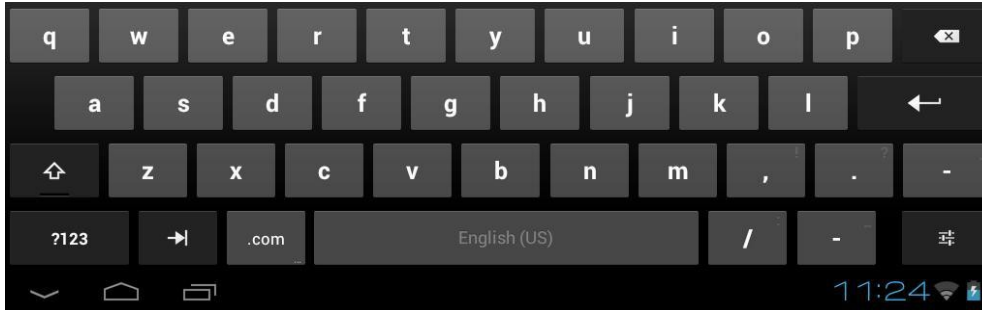 q w e r t y u i o p
a s d f g h j k l
z x c v b n m , ! . ? -
?123 .com ... English (US) / : - _
11:24